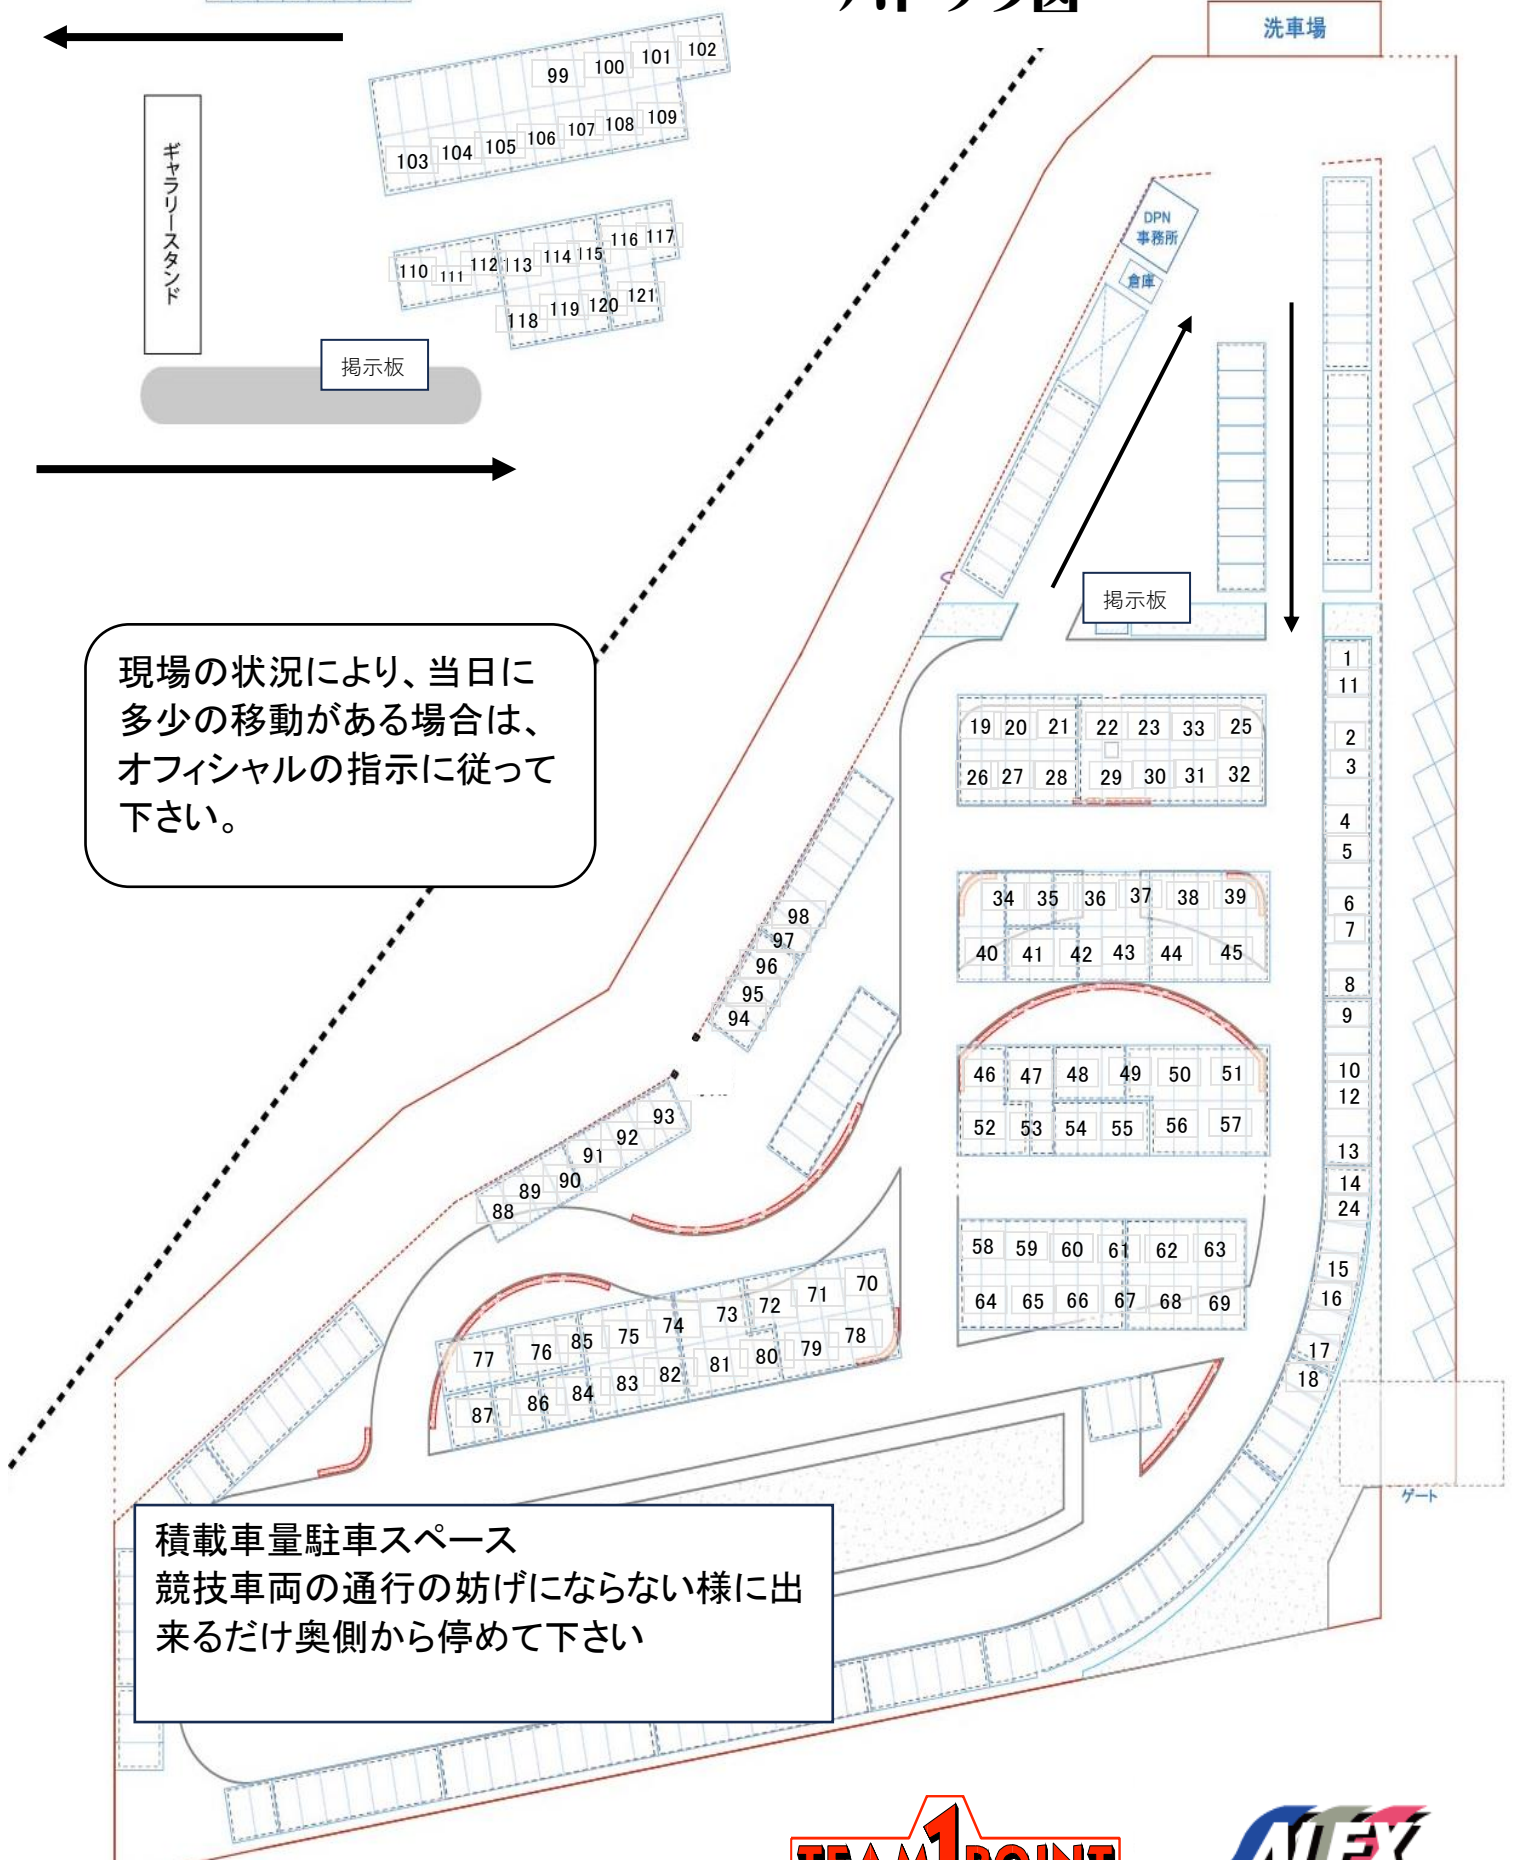 洗車場
99 100 101 102
103 104 105 106 107 108 109
ギャラリースタンド
110 111 112 113 114 115 116 117
118 119 120 121
掲示板
DPN
事務所
倉庫
掲示板
現場の状況により、当日に
多少の移動がある場合は、
オフィシャルの指示に従って
下さい。
1
11
2
3
4
5
6
7
8
9
10
12
13
14
24
15
16
17
18
19 20 21 22 23 33 25
26 27 28 29 30 31 32
34 35 36 37 38 39
40 41 42 43 44 45
46 47 48 49 50 51
52 53 54 55 56 57
58 59 60 61 62 63
64 65 66 67 68 69
98
97
96
95
94
93
92
91
90
89
88
77 76 85 75 74 73 72 71 70
87 86 84 83 82 81 80 79 78
ゲート
積載車量駐車スペース
競技車両の通行の妨げにならない様に出
来るだけ奥側から停めて下さい
TEAM 1 POINT